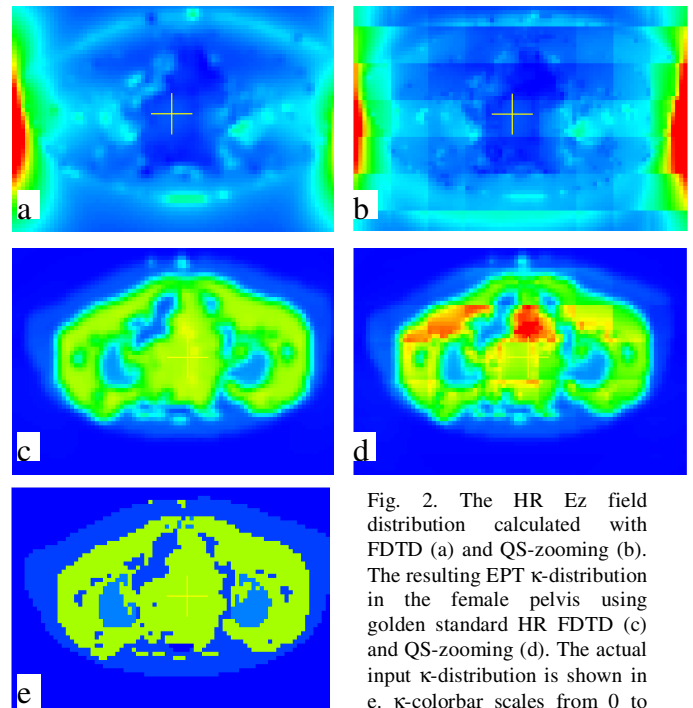 a
b
c
d
e
Fig. 2. The HR Ez field
distribution calculated with
FDTD (a) and QS-zooming (b).
The resulting EPT κ-distribution
in the female pelvis using
golden standard HR FDTD (c)
and QS-zooming (d). The actual
input κ-distribution is shown in
e. κ-colorbar scales from 0 to